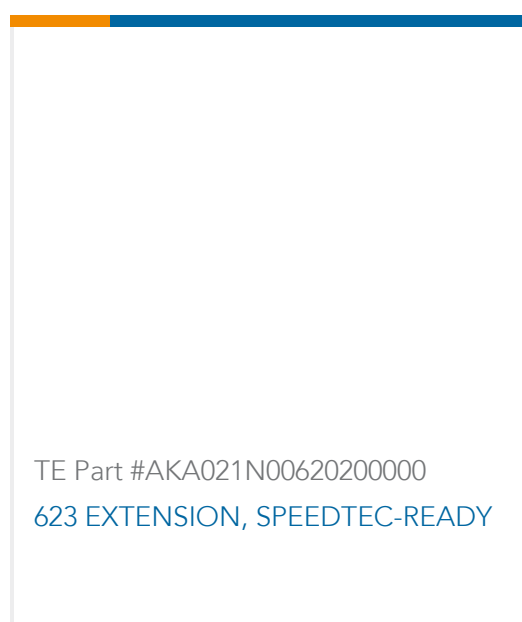 TE Part #AKA021N00620200000
623 EXTENSION, SPEEDTEC-READY